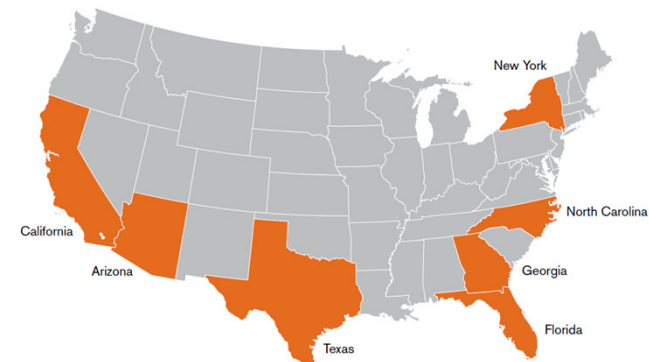 New York
North Carolina
California
Georgia
Arizona
Florida
Texas